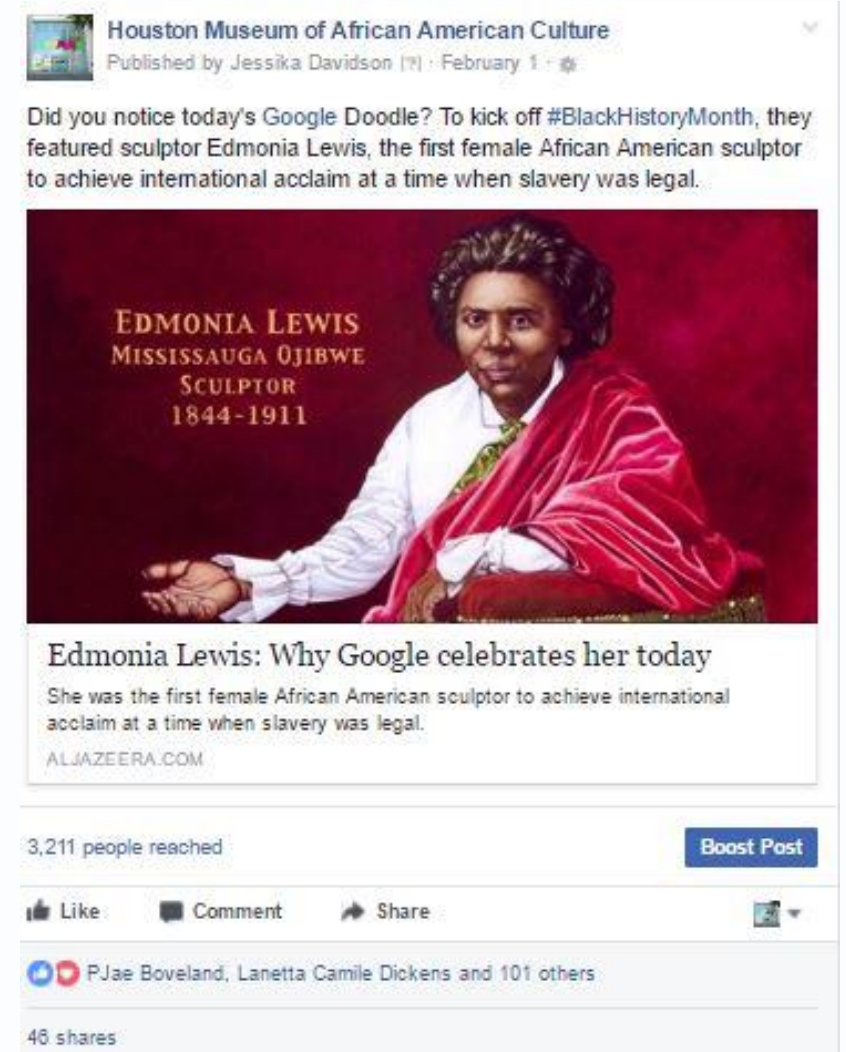 Houston Museum of African American Culture
Published by Jessika Davidson [?] · February 1 ·
Did you notice today's Google Doodle? To kick off #BlackHistoryMonth, they
featured sculptor Edmonia Lewis, the first female African American sculptor
to achieve international acclaim at a time when slavery was legal.
EDMONIA LEWIS
MISSISSAUGA OJIBWE
SCULPTOR
1844-1911
Edmonia Lewis: Why Google celebrates her today
She was the first female African American sculptor to achieve international
acclaim at a time when slavery was legal.
ALJAZEERA.COM
3,211 people reached
Boost Post
Like Comment Share
PJae Boveland, Lanetta Camile Dickens and 101 others
46 shares